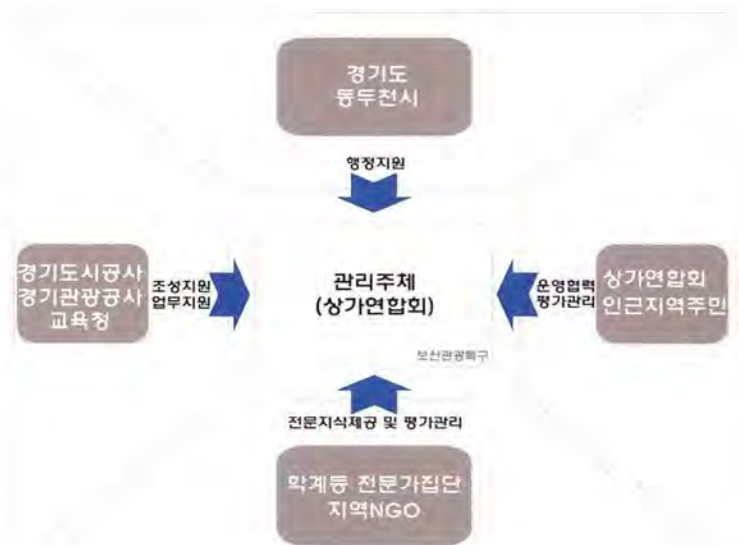 경기도
동두천시
행정지원
경기도시공사
경기관광공사
교육청
조성지원
업무지원
관리주체
(상가연합회)
운영협력
평가관리
상가연합회
인근지역주민
보산관광특구
전문지식제공 및 평가관리
학계등 전문가집단
지역NGO